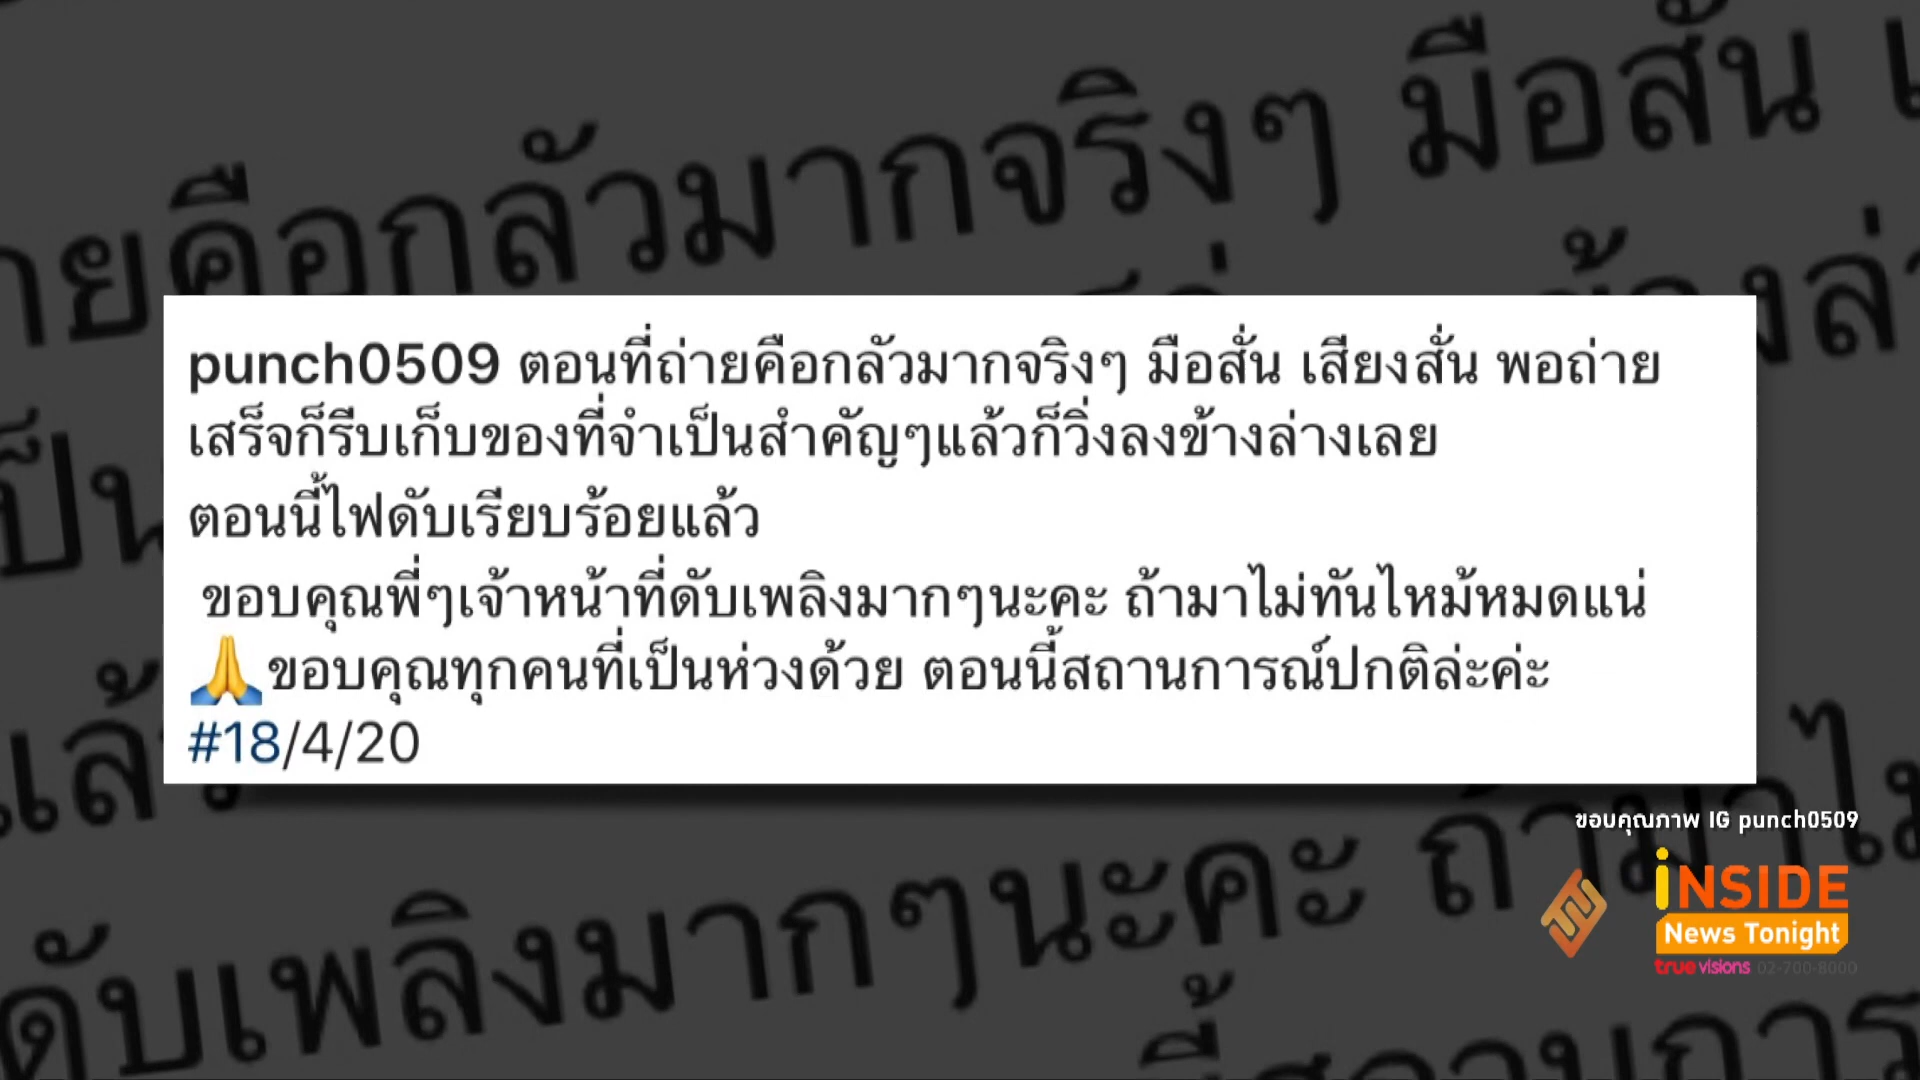 punch0509 ตอนที่ถ่ายคือกลัวมากจริงๆ มือสั่น เสียงสั่น พอถ่าย
เสร็จก็รีบเก็บของที่จำเป็นสำคัญๆแล้วก็วิ่งลงข้างล่างเลย
ตอนนี้ไฟดับเรียบร้อยแล้ว
ขอบคุณพี่ๆเจ้าหน้าที่ดับเพลิงมากๆนะคะ ถ้ามาไม่ทันไหม้หมดแน่
🙏ขอบคุณทุกคนที่เป็นห่วงด้วย ตอนนี้สถานการณ์ปกติล่ะค่ะ
#18/4/20
ขอบคุณภาพ IG punch0509
iNSIDE
News Tonight
truevisions 02-700-8000